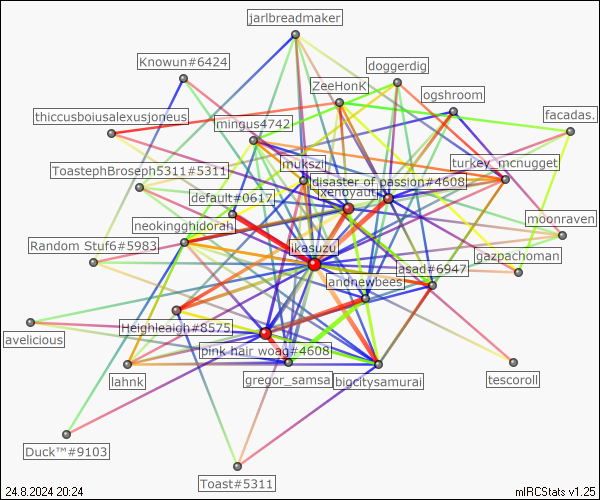 jarlbreadmaker
Knowun#6424
doggerdig
ZeeHonK
ogshroom
thiccusboiusalexusjoneus
mingus4742
facadas.
ToastephBroseph5311#5311
mukszi
turkey_mcnugget
disaster of passion#4608
default#0617
xenoyaut
neokingghidorah
moonraven
Random Stuf6#5983
ikasuzu
gazpachoman
asad#6947
andnewbees
avelicious
Heighleaigh#8575
pink hair woag#4608
lahnk
gregor_samsa
bigcitysamurai
tescoroll
Duck™#9103
Toast#5311
24.8.2024 20:24
mIRCStats v1.25